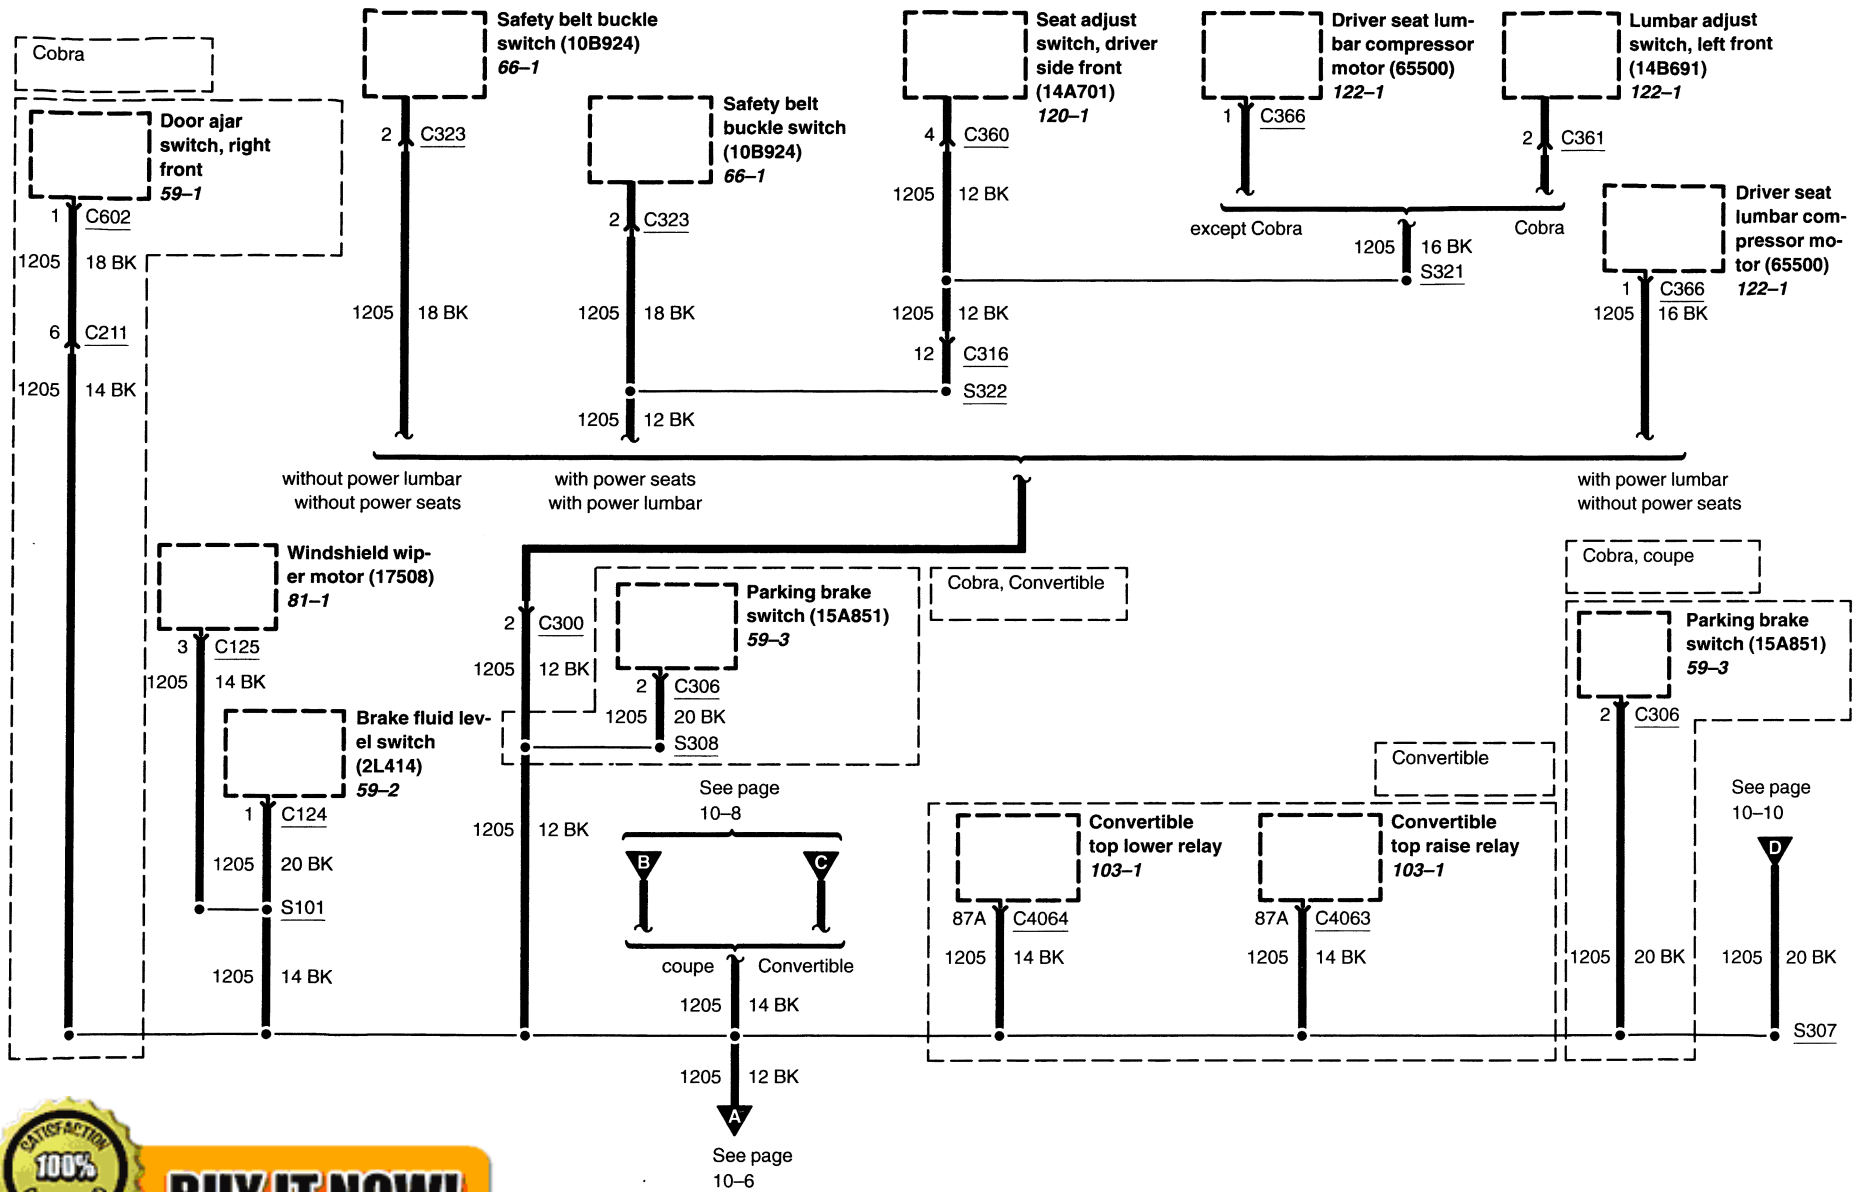 Cobra
Door ajar
switch, right
front
59–1
1 C602
1205 18 BK
6 C211
1205 14 BK
Safety belt buckle
switch (10B924)
66–1
2 C323
1205 18 BK
Safety belt
buckle switch
(10B924)
66–1
2 C323
1205 18 BK
1205 12 BK
Seat adjust
switch, driver
side front
(14A701)
120–1
4 C360
1205 12 BK
1205 12 BK
12 C316
S322
Driver seat lum-
bar compressor
motor (65500)
122–1
1 C366
Lumbar adjust
switch, left front
(14B691)
122–1
2 C361
except Cobra
Cobra
1205 16 BK
S321
Driver seat
lumbar com-
pressor mo-
tor (65500)
122–1
1 C366
1205 16 BK
without power lumbar
without power seats
with power seats
with power lumbar
with power lumbar
without power seats
Windshield wip-
er motor (17508)
81–1
3 C125
1205 14 BK
Brake fluid lev-
el switch
(2L414)
59–2
1 C124
1205 20 BK
S101
1205 14 BK
2 C300
1205 12 BK
Parking brake
switch (15A851)
59–3
2 C306
1205 20 BK
S308
Cobra, Convertible
1205 12 BK
See page
10–8
B
C
coupe
Convertible
1205 14 BK
1205 12 BK
A
See page
10–6
Convertible
Convertible
top lower relay
103–1
87A C4064
1205 14 BK
Convertible
top raise relay
103–1
87A C4063
1205 14 BK
Cobra, coupe
Parking brake
switch (15A851)
59–3
2 C306
1205 20 BK
See page
10–10
D
1205 20 BK
S307
SATISFACTION
100%
BUY IT NOW!